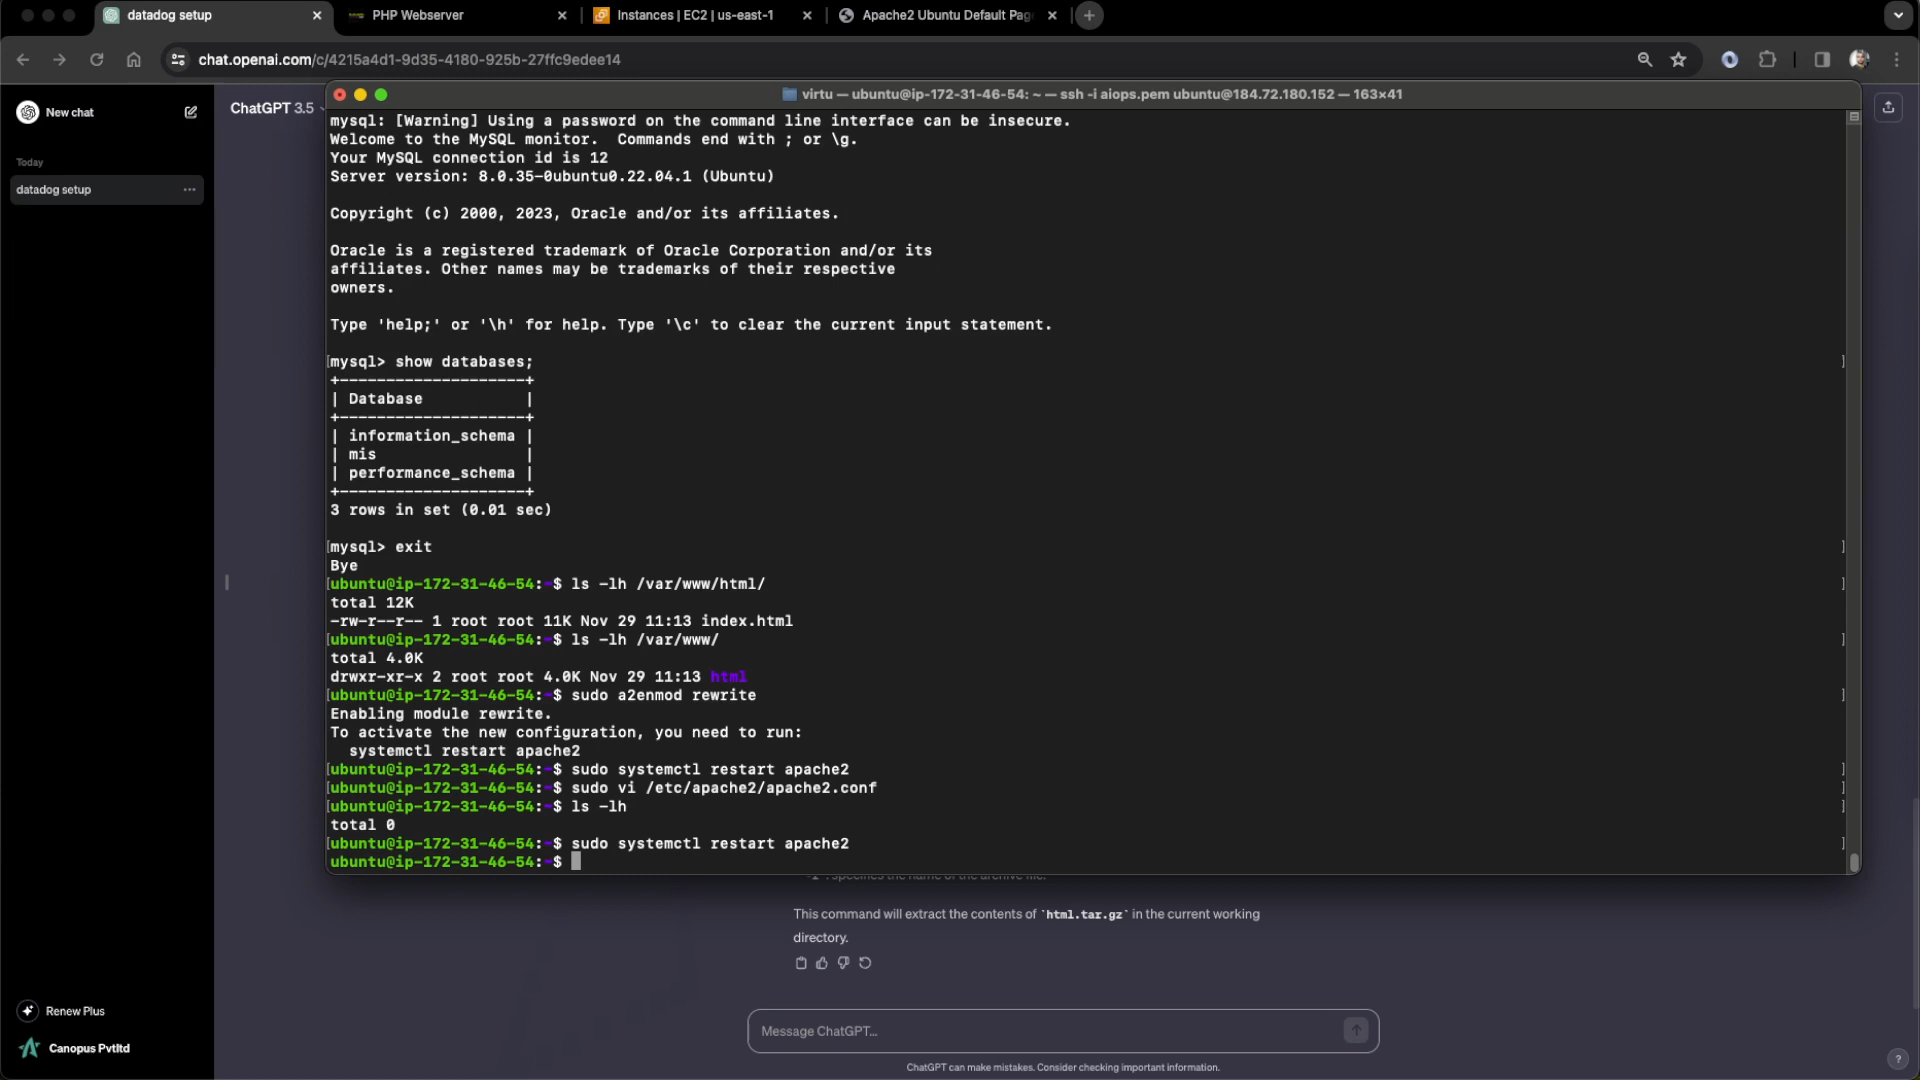 datadog setup
PHP Webserver
Instances | EC2 | us-east-1
Apache2 Ubuntu Default Pag
chat.openai.com/c/4215a4d1-9d35-4180-925b-27ffc9edee14
New chat
ChatGPT 3.5
virtu — ubuntu@ip-172-31-46-54: ~ — ssh -i aiops.pem ubuntu@184.72.180.152 — 163×41
Today
datadog setup
mysql: [Warning] Using a password on the command line interface can be insecure.
Welcome to the MySQL monitor.  Commands end with ; or \g.
Your MySQL connection id is 12
Server version: 8.0.35-0ubuntu0.22.04.1 (Ubuntu)
Copyright (c) 2000, 2023, Oracle and/or its affiliates.
Oracle is a registered trademark of Oracle Corporation and/or its
affiliates. Other names may be trademarks of their respective
owners.
Type 'help;' or '\h' for help. Type '\c' to clear the current input statement.
[mysql> show databases; ]
+--------------------+
| Database           |
+--------------------+
| information_schema |
| mis                |
| performance_schema |
+--------------------+
3 rows in set (0.01 sec)
[mysql> exit ]
Bye
[ubuntu@ip-172-31-46-54:~$ ls -lh /var/www/html/ ]
total 12K
-rw-r--r-- 1 root root 11K Nov 29 11:13 index.html
[ubuntu@ip-172-31-46-54:~$ ls -lh /var/www/ ]
total 4.0K
drwxr-xr-x 2 root root 4.0K Nov 29 11:13 html
[ubuntu@ip-172-31-46-54:~$ sudo a2enmod rewrite ]
Enabling module rewrite.
To activate the new configuration, you need to run:
  systemctl restart apache2
[ubuntu@ip-172-31-46-54:~$ sudo systemctl restart apache2 ]
[ubuntu@ip-172-31-46-54:~$ sudo vi /etc/apache2/apache2.conf ]
[ubuntu@ip-172-31-46-54:~$ ls -lh ]
total 0
[ubuntu@ip-172-31-46-54:~$ sudo systemctl restart apache2 ]
ubuntu@ip-172-31-46-54:~$
specifies the name of the archive file.
This command will extract the contents of `html.tar.gz` in the current working
directory.
Renew Plus
Canopus Pvtltd
Message ChatGPT…
ChatGPT can make mistakes. Consider checking important information.
?